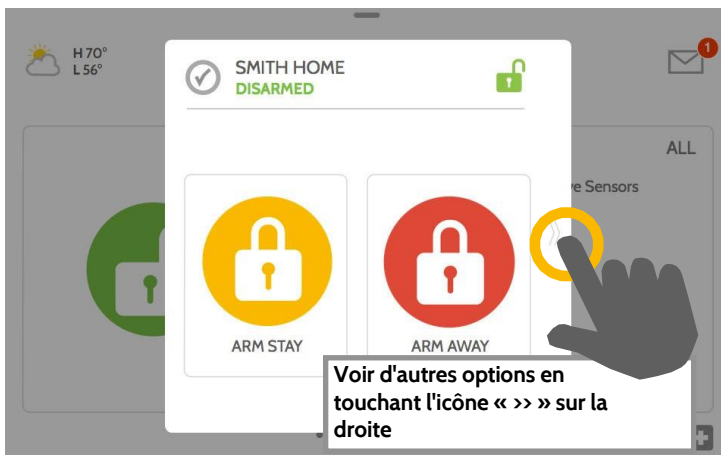 H 70°
L 56°
1
SMITH HOME
DISARMED
ALL
e Sensors
ARM STAY
ARM AWAY
Voir d'autres options en
touchant l'icône « >> » sur la
droite